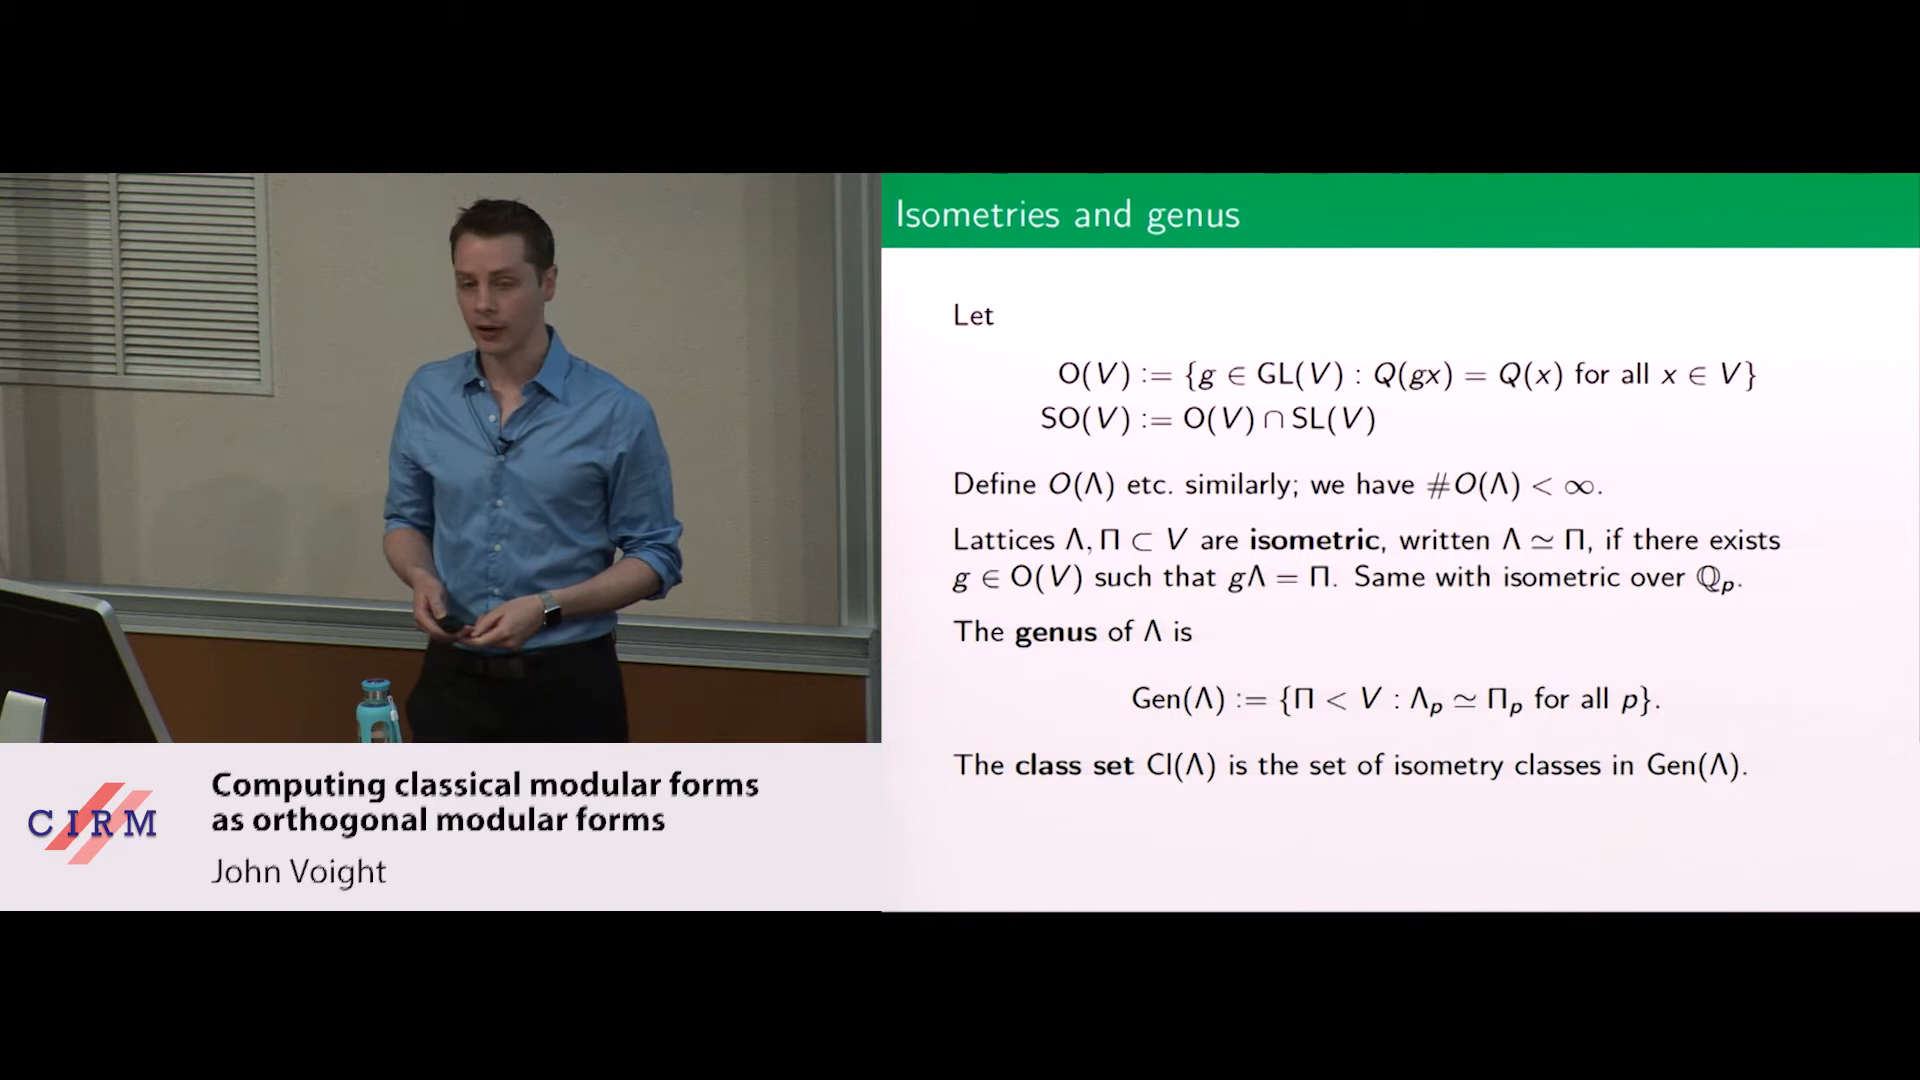 Isometries and genus
Let
O(V) := {g ∈ GL(V) : Q(gx) = Q(x) for all x ∈ V}
SO(V) := O(V) ∩ SL(V)
Define O(Λ) etc. similarly; we have #O(Λ) < ∞.
Lattices Λ, Π ⊂ V are isometric, written Λ ≃ Π, if there exists
g ∈ O(V) such that gΛ = Π. Same with isometric over ℚₚ.
The genus of Λ is
Gen(Λ) := {Π < V : Λₚ ≃ Πₚ for all p}.
The class set Cl(Λ) is the set of isometry classes in Gen(Λ).
CIRM
Computing classical modular forms
as orthogonal modular forms
John Voight